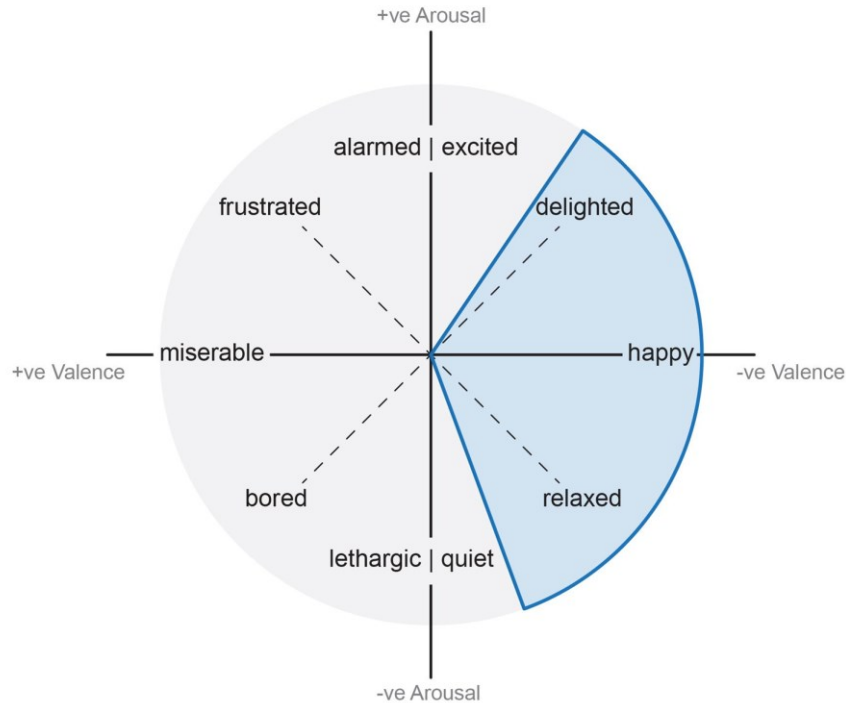 +ve Arousal
alarmed | excited
frustrated
delighted
miserable
happy
+ve Valence
-ve Valence
bored
relaxed
lethargic | quiet
-ve Arousal